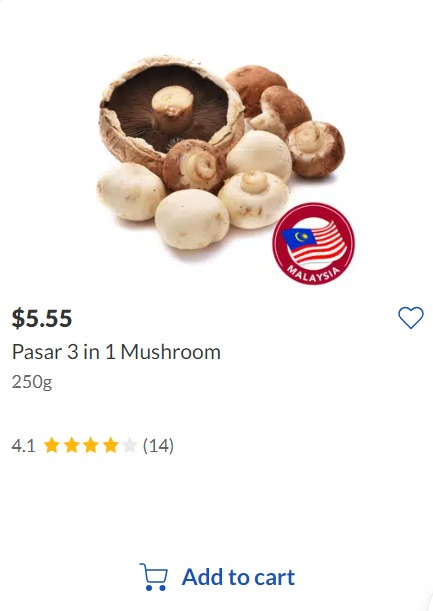 MALAYSIA
$5.55
Pasar 3 in 1 Mushroom
250g
4.1 (14)
Add to cart